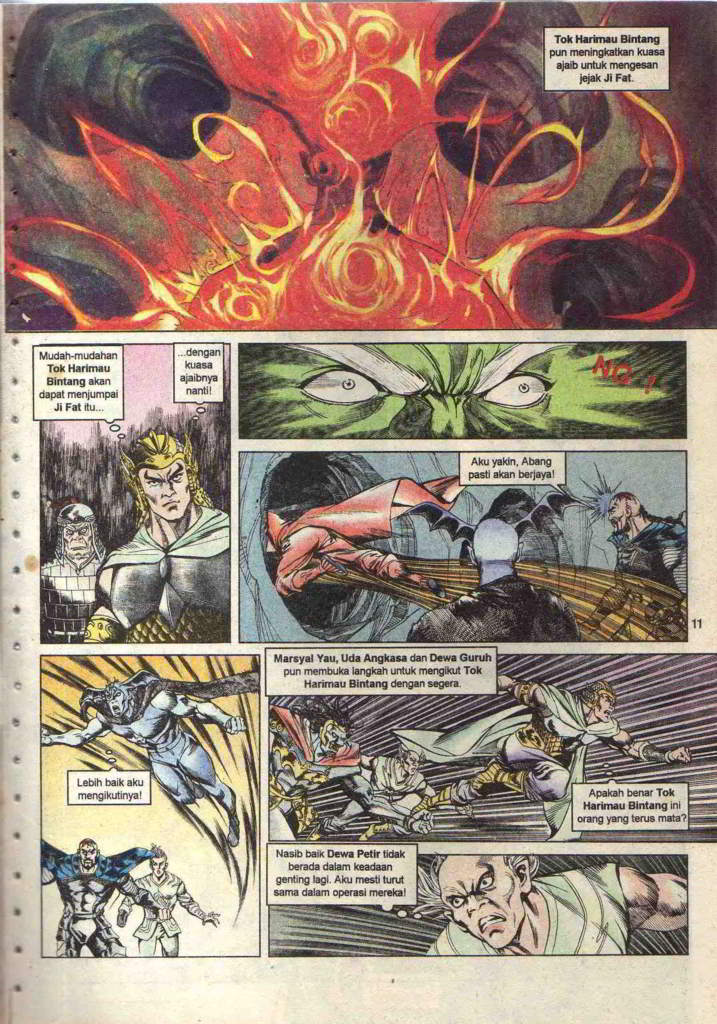 Tok Harimau Bintang
pun meningkatkan kuasa
ajaib untuk mengesan
jejak Ji Fat.
Mudah-mudahan
Tok Harimau
Bintang akan
dapat menjumpai
Ji Fat itu...
...dengan
kuasa
ajaibnya
nanti!
Aku yakin, Abang
pasti akan berjaya!
11
Lebih baik aku
mengikutinya!
Marsyal Yau, Uda Angkasa dan Dewa Guruh
pun membuka langkah untuk mengikut Tok
Harimau Bintang dengan segera.
Apakah benar Tok
Harimau Bintang ini
orang yang terus mata?
Nasib baik Dewa Petir tidak
berada dalam keadaan
genting lagi. Aku mesti turut
sama dalam operasi mereka!